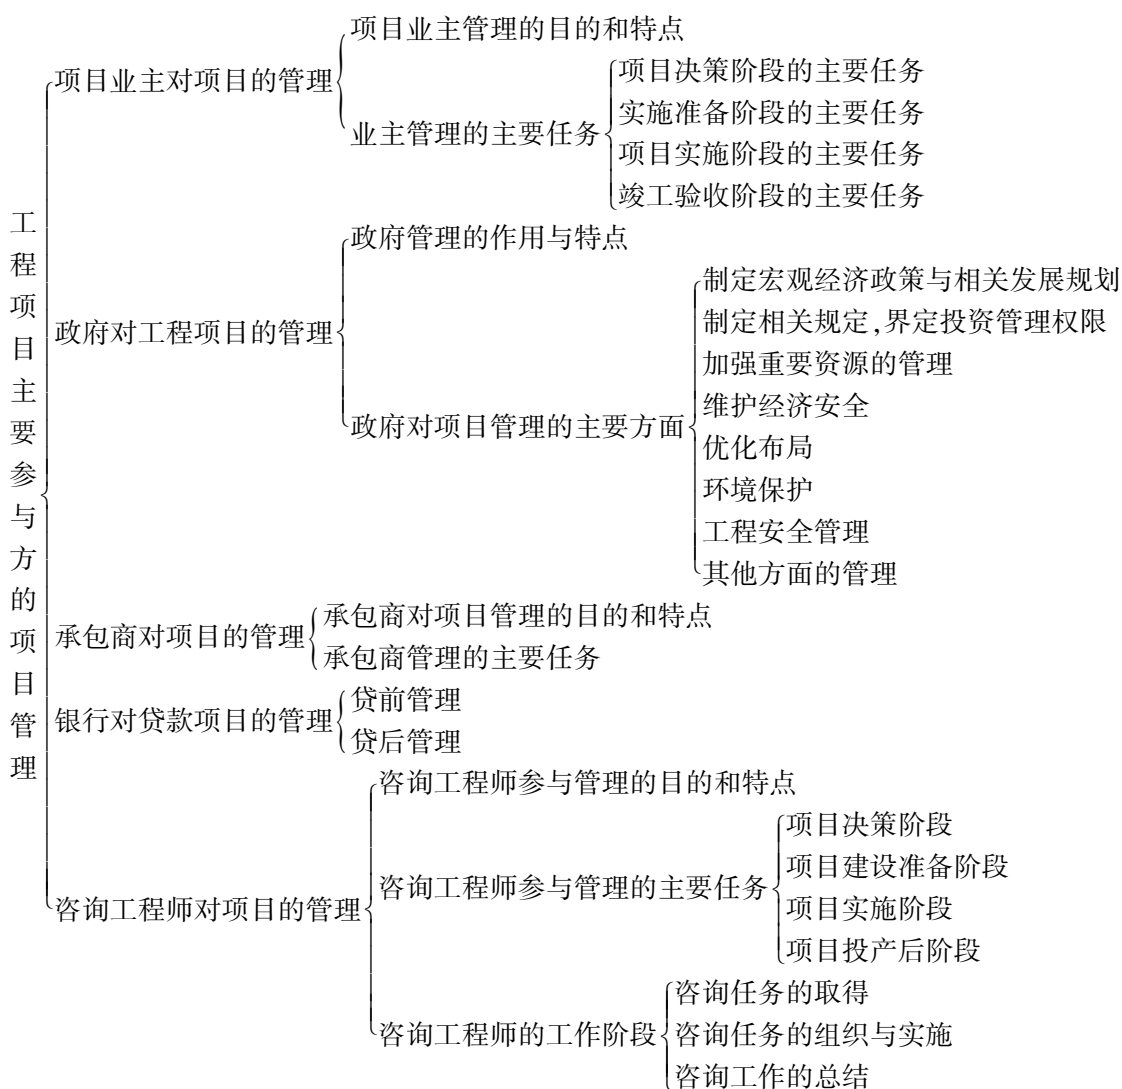 工程项目主要参与方的项目管理
项目业主对项目的管理
项目业主管理的目的和特点
业主管理的主要任务
项目决策阶段的主要任务
实施准备阶段的主要任务
项目实施阶段的主要任务
竣工验收阶段的主要任务
政府对工程项目的管理
政府管理的作用与特点
政府对项目管理的主要方面
制定宏观经济政策与相关发展规划
制定相关规定,界定投资管理权限
加强重要资源的管理
维护经济安全
优化布局
环境保护
工程安全管理
其他方面的管理
承包商对项目的管理
承包商对项目管理的目的和特点
承包商管理的主要任务
银行对贷款项目的管理
贷前管理
贷后管理
咨询工程师对项目的管理
咨询工程师参与管理的目的和特点
咨询工程师参与管理的主要任务
项目决策阶段
项目建设准备阶段
项目实施阶段
项目投产后阶段
咨询工程师的工作阶段
咨询任务的取得
咨询任务的组织与实施
咨询工作的总结